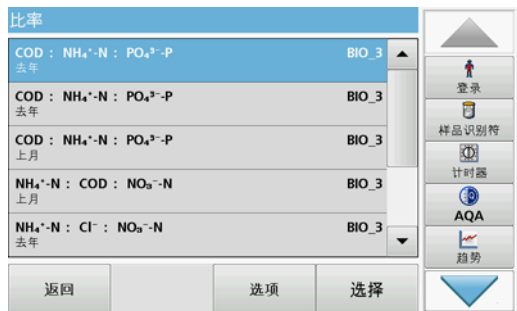 比率
COD : NH₄⁺-N : PO₄³⁻-P BIO_3
去年
COD : NH₄⁺-N : PO₄³⁻-P BIO_3
去年
COD : NH₄⁺-N : PO₄³⁻-P BIO_3
上月
NH₄⁺-N : COD : NO₃⁻-N BIO_3
上月
NH₄⁺-N : Cl⁻ : NO₃⁻-N BIO_3
去年
返回
选项
选择
登录
样品识别符
计时器
AQA
趋势